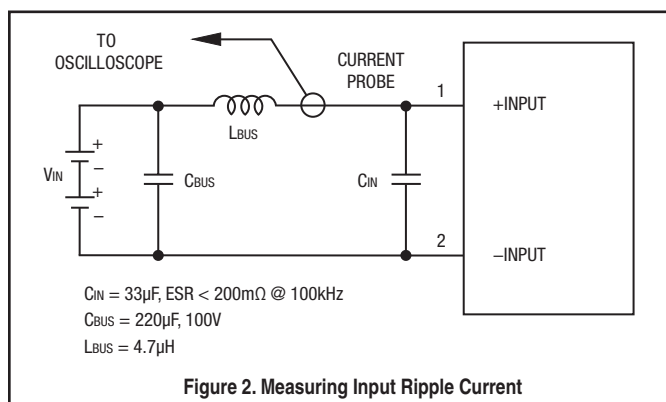 TO
OSCILLOSCOPE
CURRENT
PROBE
1
+INPUT
LBUS
+
−
VIN
+
−
CBUS
CIN
2
−INPUT
CIN = 33µF, ESR < 200mΩ @ 100kHz
CBUS = 220µF, 100V
LBUS = 4.7µH
Figure 2. Measuring Input Ripple Current